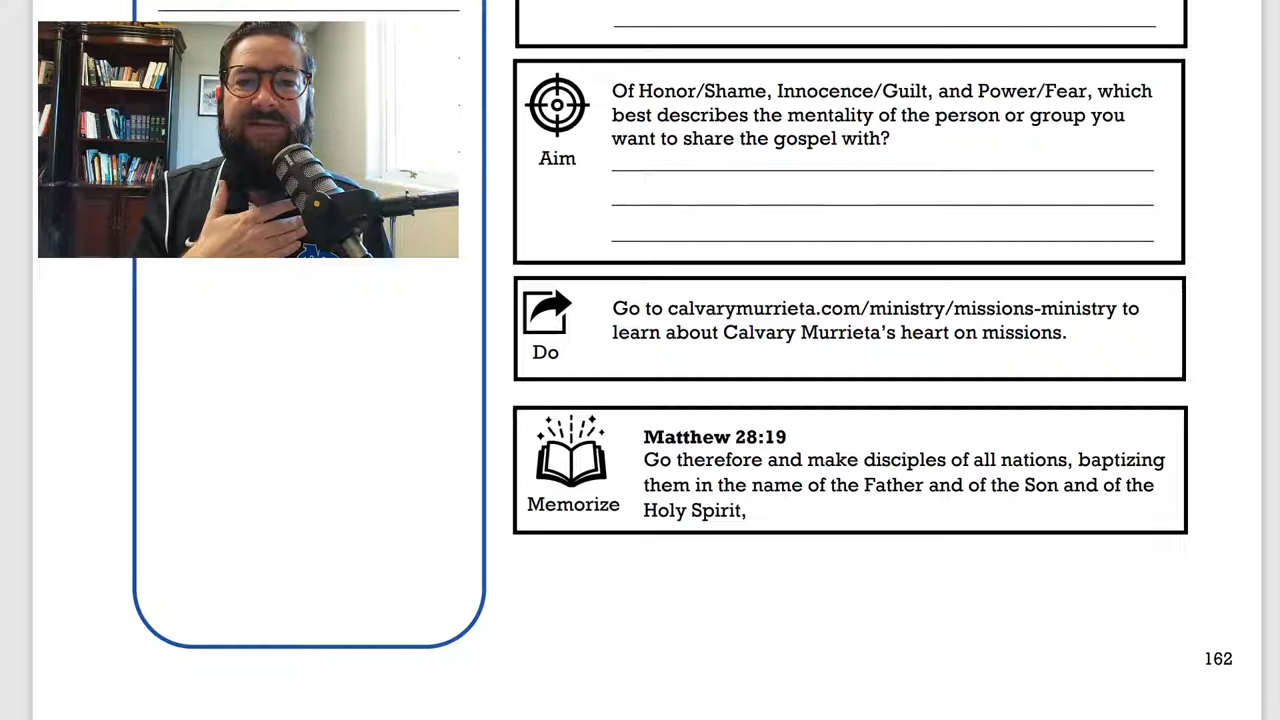 Of Honor/Shame, Innocence/Guilt, and Power/Fear, which
best describes the mentality of the person or group you
want to share the gospel with?
Aim
Go to calvarymurrieta.com/ministry/missions-ministry to
learn about Calvary Murrieta's heart on missions.
Do
Matthew 28:19
Go therefore and make disciples of all nations, baptizing
them in the name of the Father and of the Son and of the
Holy Spirit,
Memorize
162